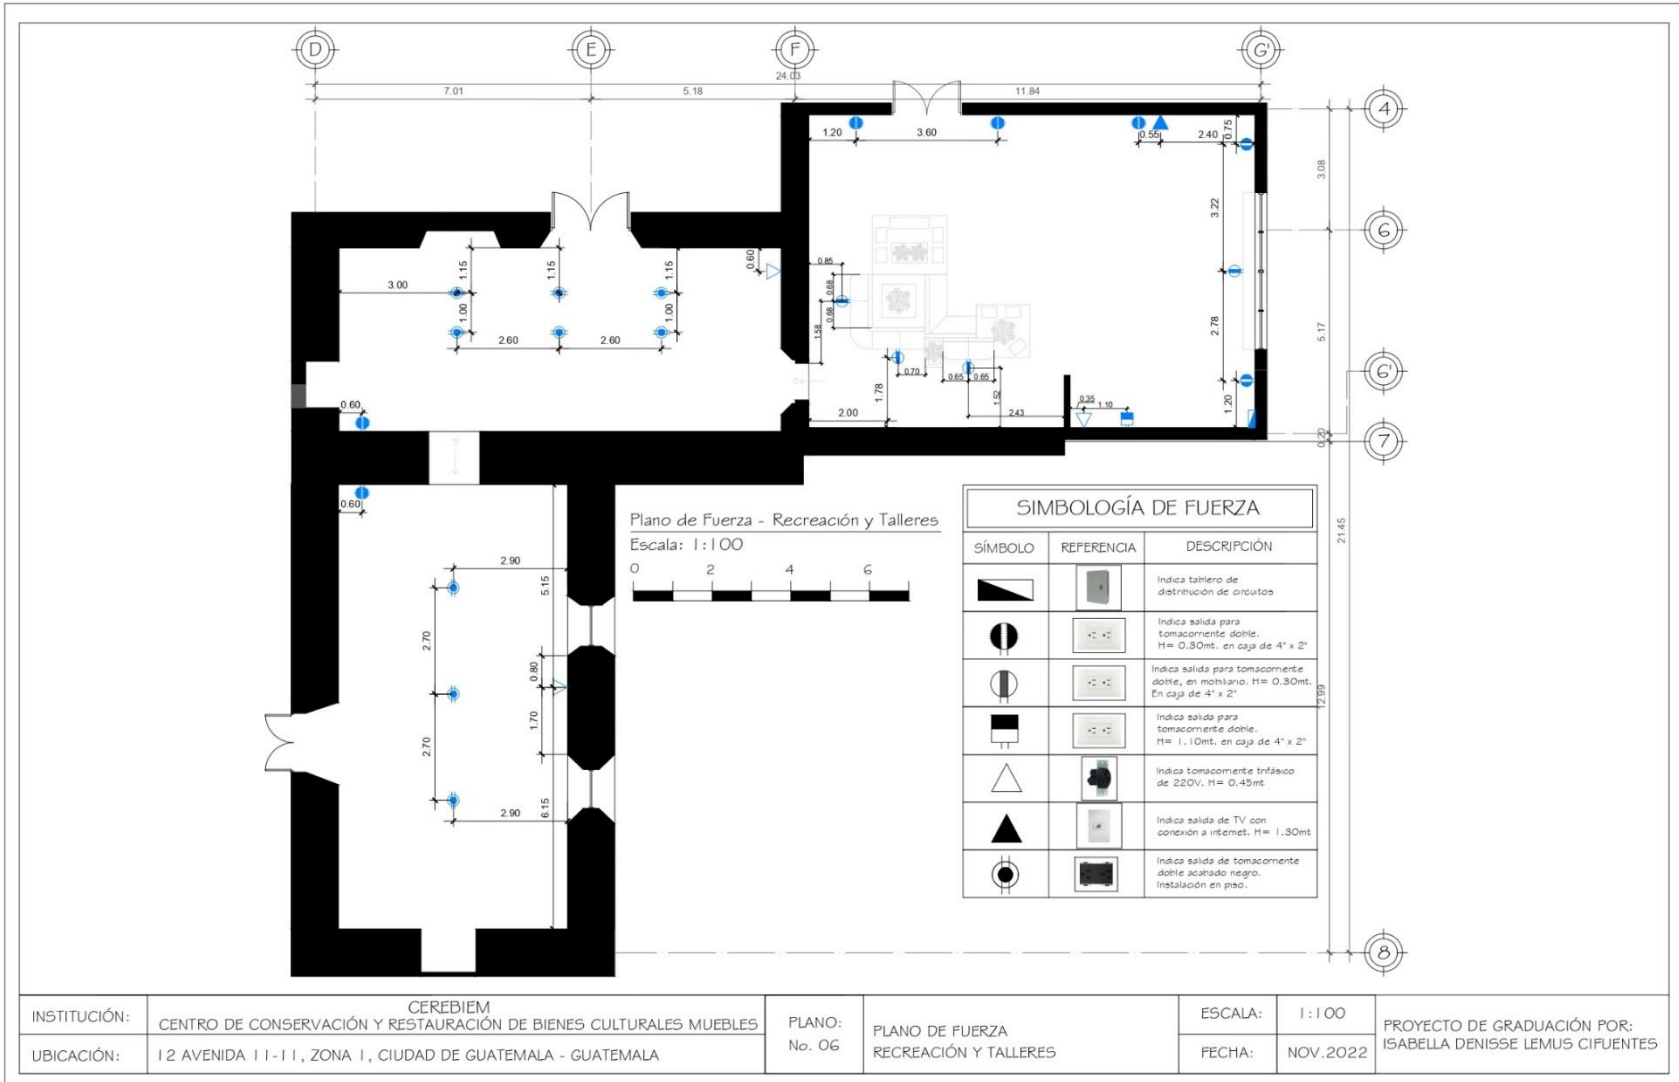 D
E
F
G'
24.03
7.01
5.18
11.84
4
6
6'
7
8
3.08
5.17
0.20
21.45
12.99
1.20
3.60
0.55
2.40
0.75
3.22
2.78
1.20
0.85
0.68
0.68
1.58
0.70
0.65
0.65
1.78
1.52
2.00
2.43
0.35
1.10
3.00
1.15
1.15
1.15
0.60
1.00
1.00
2.60
2.60
0.60
0.60
2.90
5.15
2.70
0.80
2.70
1.70
2.90
6.15
Plano de Fuerza - Recreación y Talleres
Escala: 1:100
0 2 4 6
SIMBOLOGÍA DE FUERZA
SÍMBOLO REFERENCIA DESCRIPCIÓN
Indica tablero de
distribución de circuitos
Indica salida para
tomacorriente doble.
H= 0.30mt. en caja de 4" x 2"
Indica salida para tomacorriente
doble, en mobiliario. H= 0.30mt.
En caja de 4" x 2"
Indica salida para
tomacorriente doble.
H= 1.10mt. en caja de 4" x 2"
Indica tomacorriente trifásico
de 220V. H= 0.45mt
Indica salida de TV con
conexión a internet. H= 1.30mt
Indica salida de tomacorriente
doble acabado negro.
Instalación en piso.
INSTITUCIÓN:
CEREBIEM
CENTRO DE CONSERVACIÓN Y RESTAURACIÓN DE BIENES CULTURALES MUEBLES
UBICACIÓN:
12 AVENIDA 11-11, ZONA 1, CIUDAD DE GUATEMALA - GUATEMALA
PLANO:
No. 06
PLANO DE FUERZA
RECREACIÓN Y TALLERES
ESCALA: 1:100
FECHA: NOV.2022
PROYECTO DE GRADUACIÓN POR:
ISABELLA DENISSE LEMUS CIFUENTES